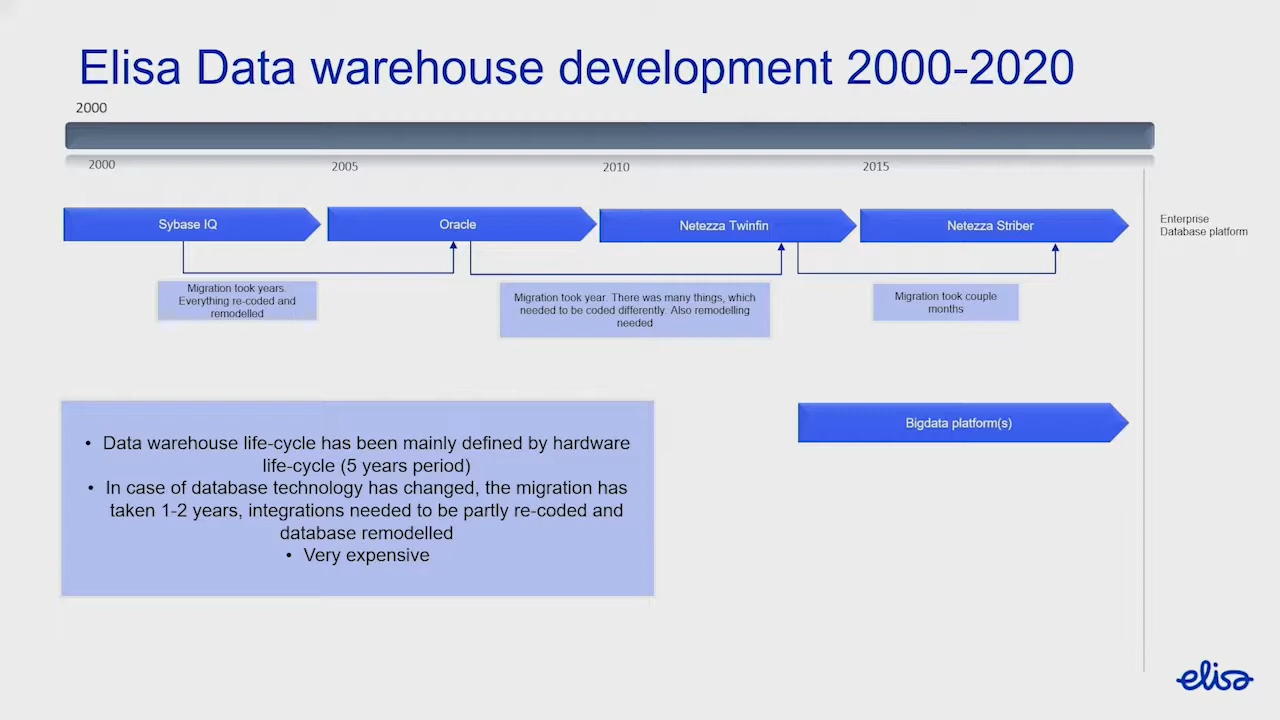 Elisa Data warehouse development 2000-2020
2000
2000
2005
2010
2015
Sybase IQ
Oracle
Netezza Twinfin
Netezza Striber
Enterprise
Database platform
Migration took years.
Everything re-coded and
remodelled
Migration took year. There was many things, which
needed to be coded differently. Also remodelling
needed
Migration took couple
months
Bigdata platform(s)
• Data warehouse life-cycle has been mainly defined by hardware
life-cycle (5 years period)
• In case of database technology has changed, the migration has
taken 1-2 years, integrations needed to be partly re-coded and
database remodelled
• Very expensive
elisa